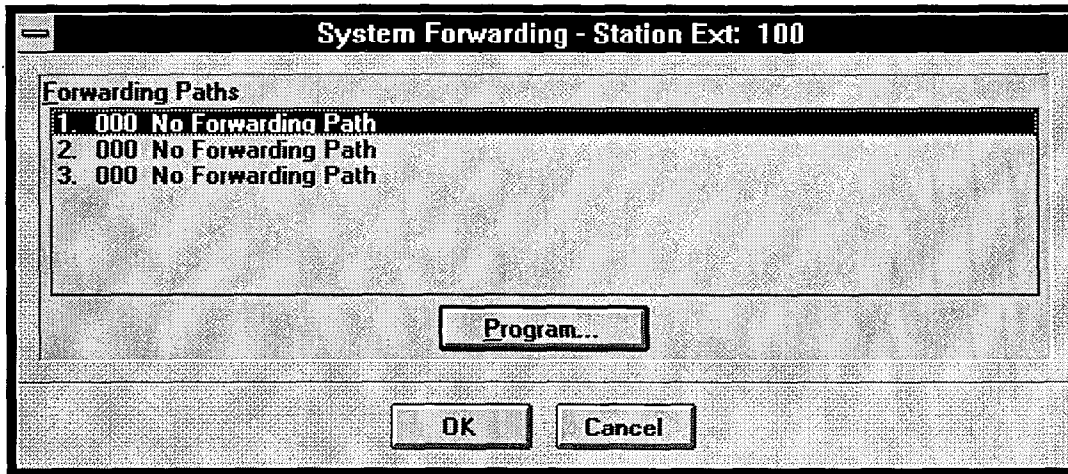 System Forwarding - Station Ext: 100
Forwarding Paths
1. 000 No Forwarding Path
2. 000 No Forwarding Path
3. 000 No Forwarding Path
Program...
OK Cancel